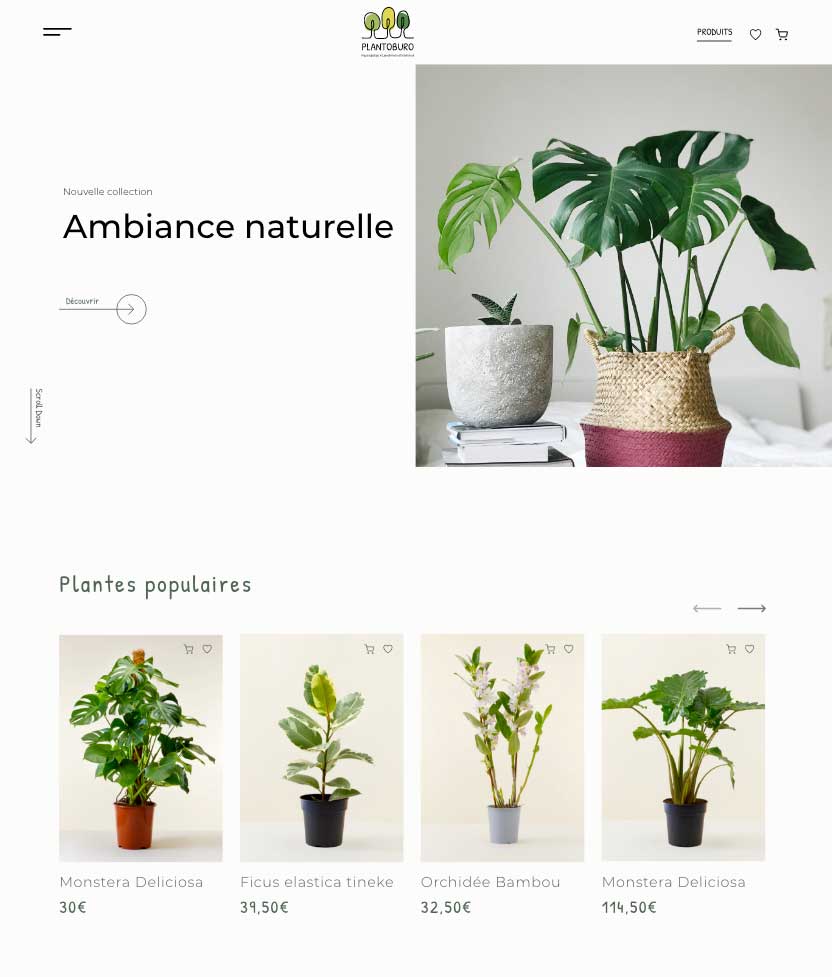 PLANTOBURO
PRODUITS
Nouvelle collection
Ambiance naturelle
Découvrir
Scroll Down
Plantes populaires
Monstera Deliciosa
30€
Ficus elastica tineke
39,50€
Orchidée Bambou
32,50€
Monstera Deliciosa
114,50€